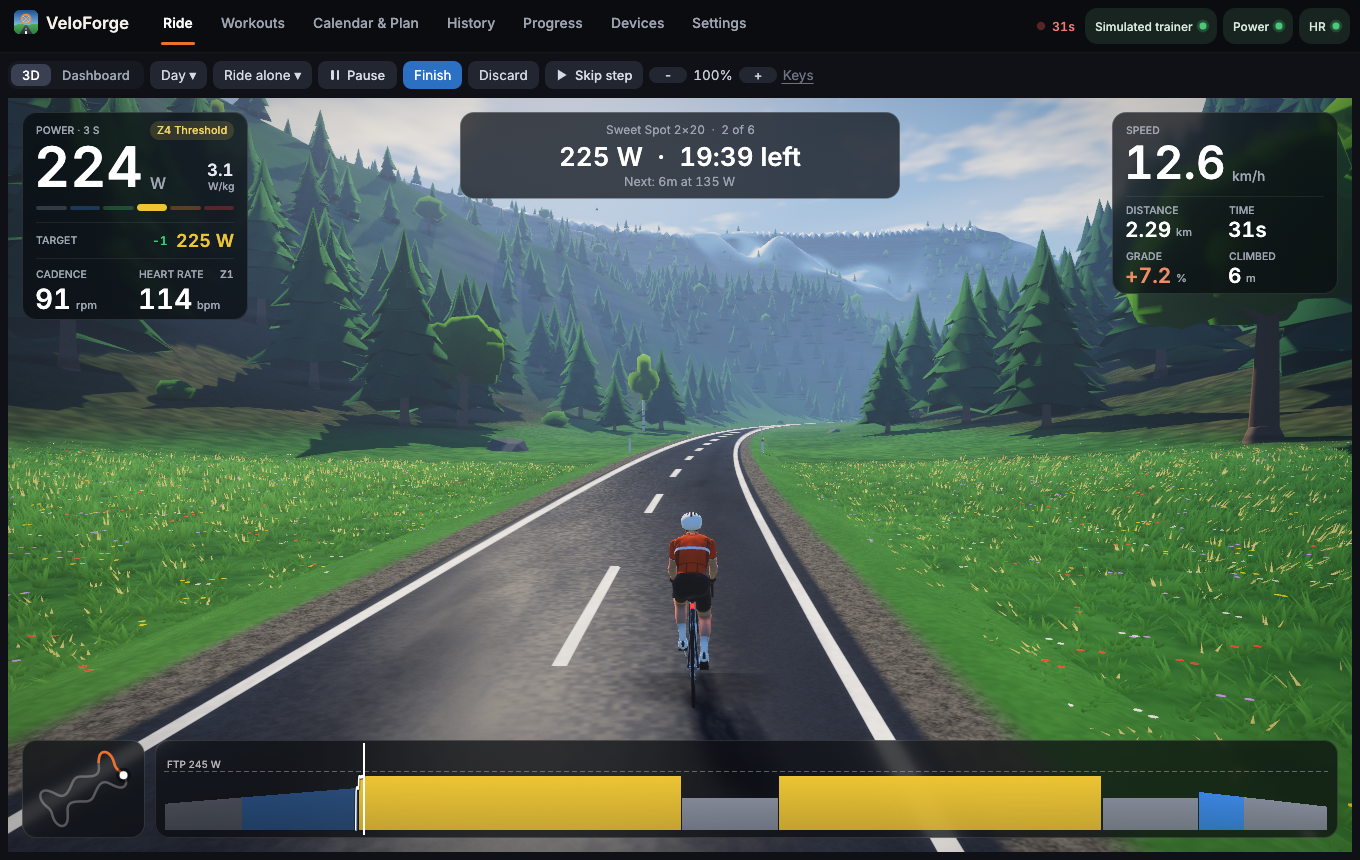 VeloForge
Ride
Workouts
Calendar & Plan
History
Progress
Devices
Settings
31s
Simulated trainer
Power
HR
3D
Dashboard
Day ▾
Ride alone ▾
Pause
Finish
Discard
Skip step
-
100%
+
Keys
POWER · 3 S
Z4 Threshold
224 W
3.1
W/kg
TARGET
-1 225 W
CADENCE
HEART RATE Z1
91 rpm
114 bpm
Sweet Spot 2×20 · 2 of 6
225 W · 19:39 left
Next: 6m at 135 W
SPEED
12.6 km/h
DISTANCE
TIME
2.29 km
31s
GRADE
CLIMBED
+7.2 %
6 m
FTP 245 W